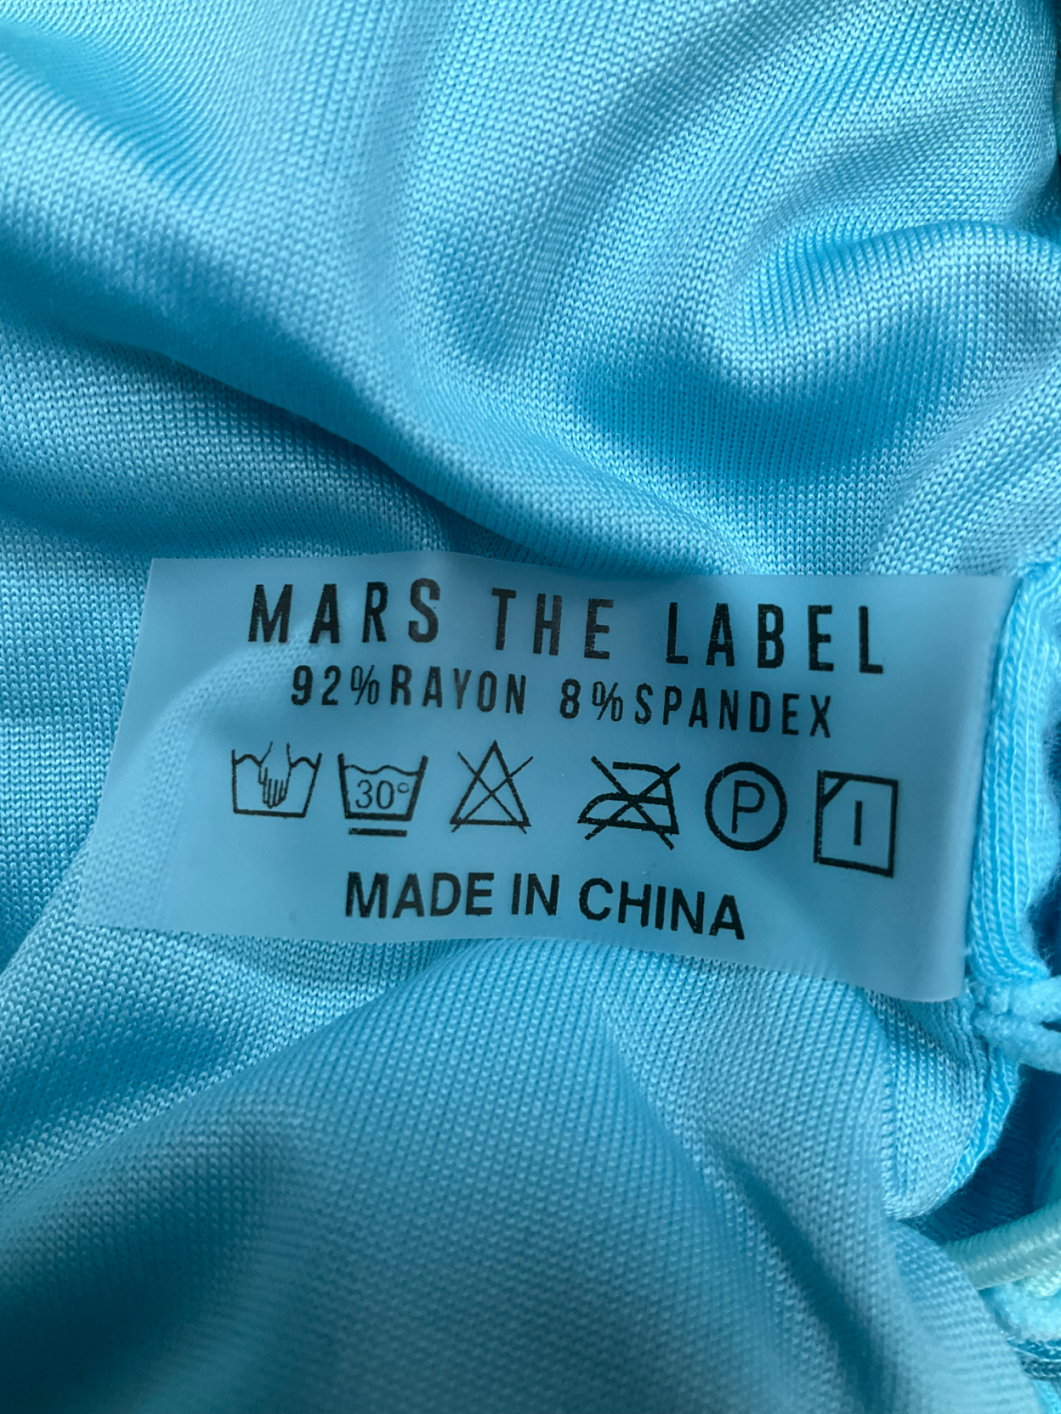 MARS THE LABEL
92%RAYON 8%SPANDEX
30°
P
MADE IN CHINA